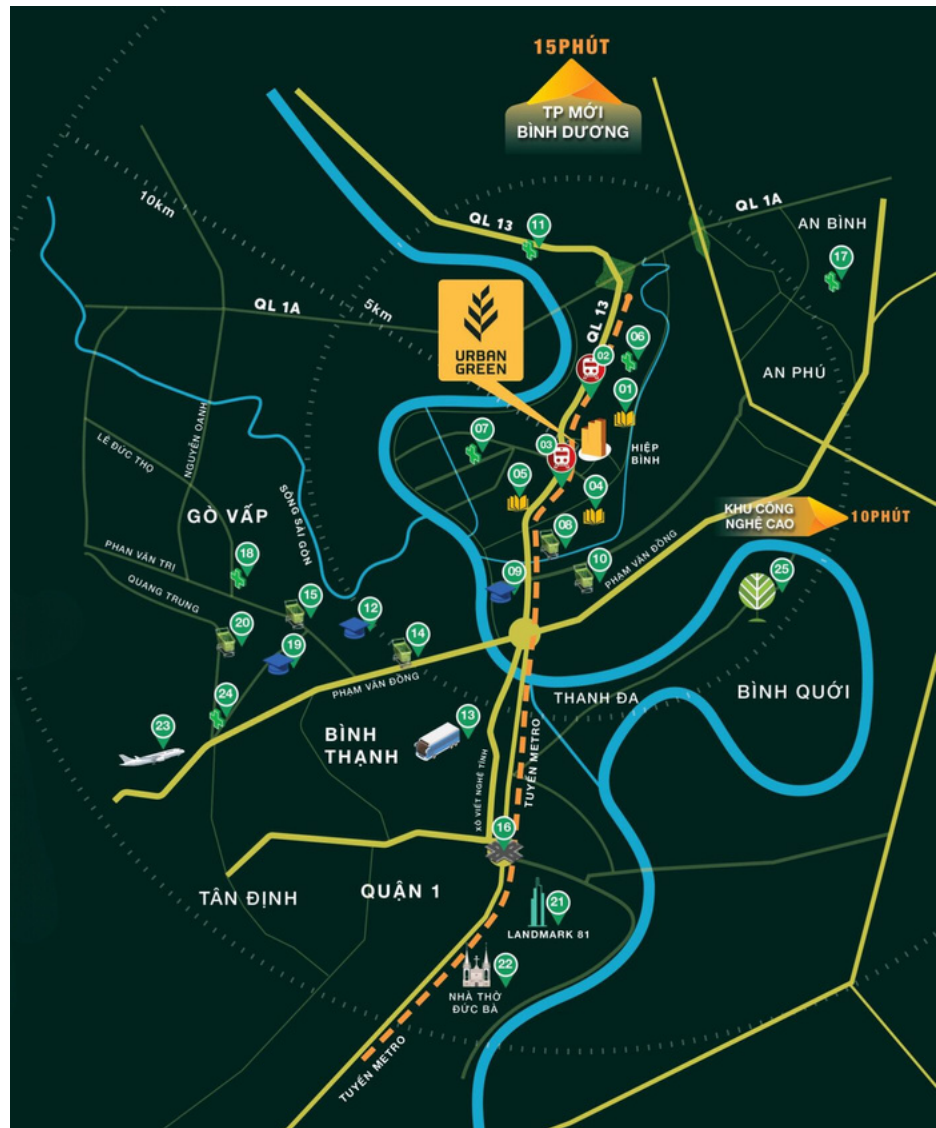 15PHÚT
TP MỚI
BÌNH DƯƠNG
10km
QL 13
11
QL 1A
AN BÌNH
17
QL 1A
5km
URBAN
GREEN
QL 13
02
06
AN PHÚ
01
NGUYỄN OANH
LÊ ĐỨC THỌ
07
03
HIỆP
BÌNH
05
04
SÔNG SÀI GÒN
GÒ VẤP
KHU CÔNG
NGHỆ CAO
10PHÚT
PHAN VĂN TRỊ
18
08
PHẠM VĂN ĐỒNG
QUANG TRUNG
09
10
25
15
12
20
19
14
PHẠM VĂN ĐỒNG
THANH ĐA
BÌNH QUỚI
24
23
BÌNH
THẠNH
13
XÔ VIẾT NGHỆ TĨNH
TUYẾN METRO
16
TÂN ĐỊNH
QUẬN 1
21
LANDMARK 81
22
NHÀ THỜ
ĐỨC BÀ
TUYẾN METRO